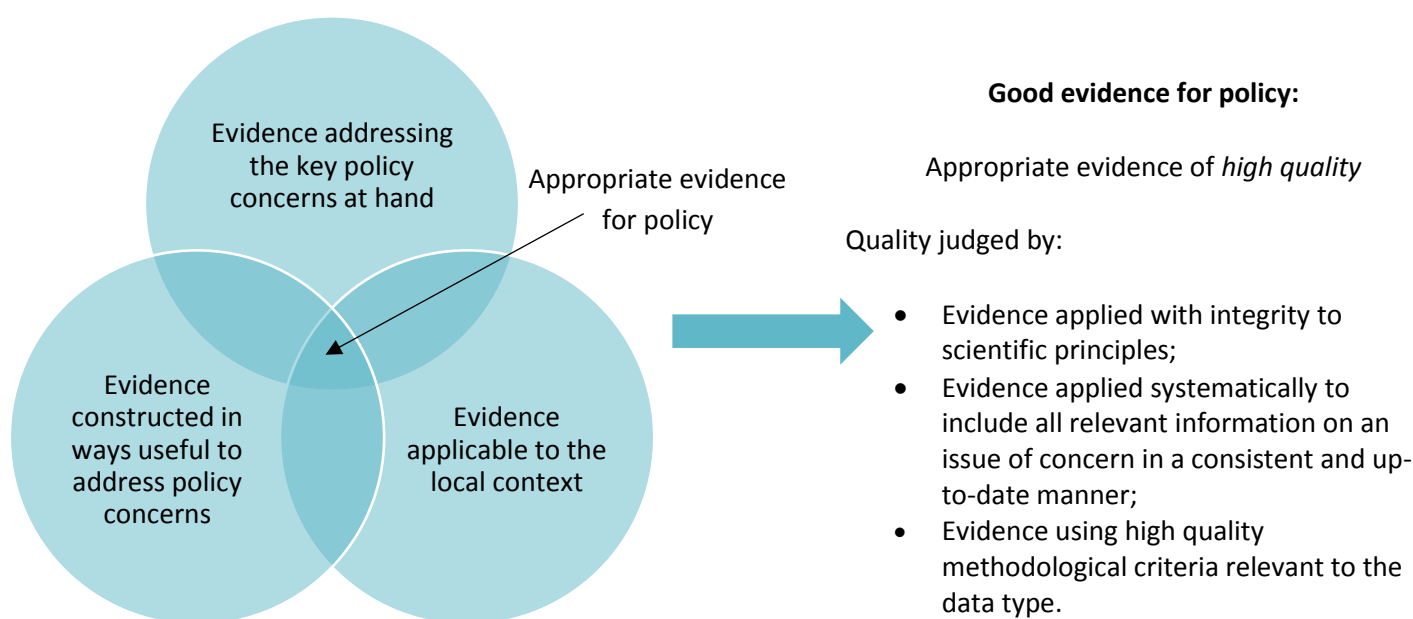 Evidence addressing
the key policy
concerns at hand
Evidence
constructed in
ways useful to
address policy
concerns
Evidence
applicable to the
local context
Appropriate evidence
for policy
Good evidence for policy:
Appropriate evidence of high quality
Quality judged by:
• Evidence applied with integrity to
scientific principles;
• Evidence applied systematically to
include all relevant information on an
issue of concern in a consistent and up-
to-date manner;
• Evidence using high quality
methodological criteria relevant to the
data type.